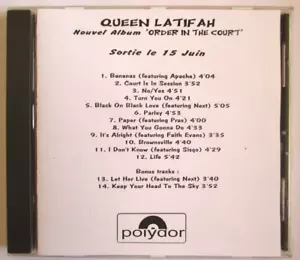 QUEEN LATIFAH
Nouvel Album 'ORDER IN THE COURT'
Sortie le 15 Juin
1. Bananas (featuring Apache) 4'04
2. Court Is In Session 3'52
3. No/Yes 4'51
4. Turn You On 4'21
5. Black On Black Love (featuring Next) 5'05
6. Parlay 4'53
7. Paper (featuring Pras) 4'00
8. What You Gonna Do 4'33
9. It's Alright (featuring Faith Evans) 3'35
10. Brownsville 4'40
11. I Don't Know (featuring Sisqo) 4'29
12. Life 5'42
Bonus tracks :
13. Let Her Live (featuring Next) 3'40
14. Keep Your Head To The Sky 3'52
polydor